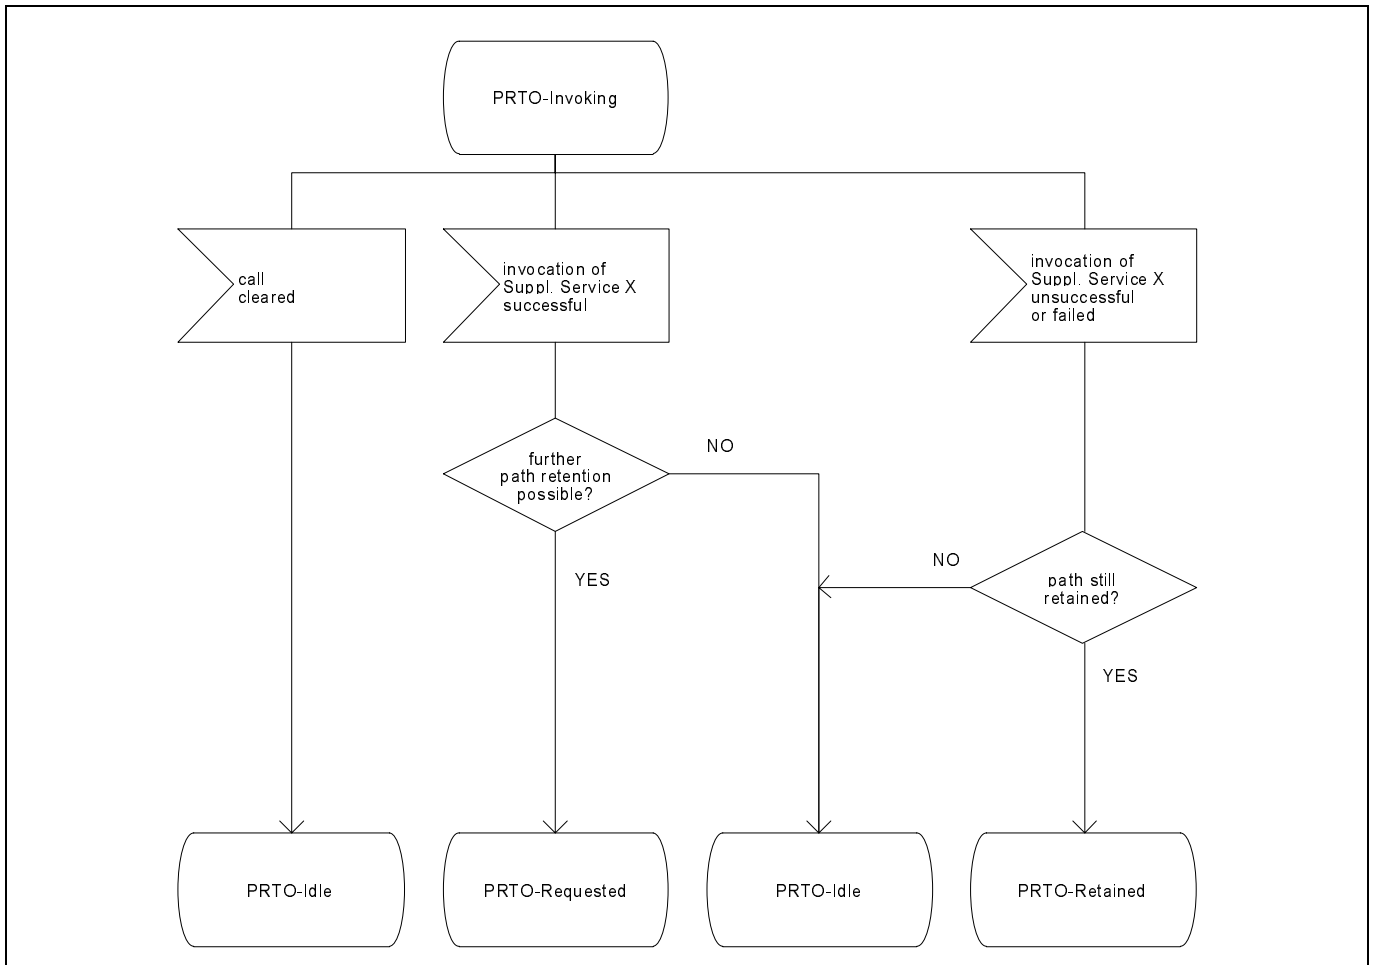 PRTO-Invoking
call
cleared
invocation of
Suppl. Service X
successful
invocation of
Suppl. Service X
unsuccessful
or failed
further
path retention
possible?
NO
YES
NO
path still
retained?
YES
PRTO-Idle
PRTO-Requested
PRTO-Idle
PRTO-Retained